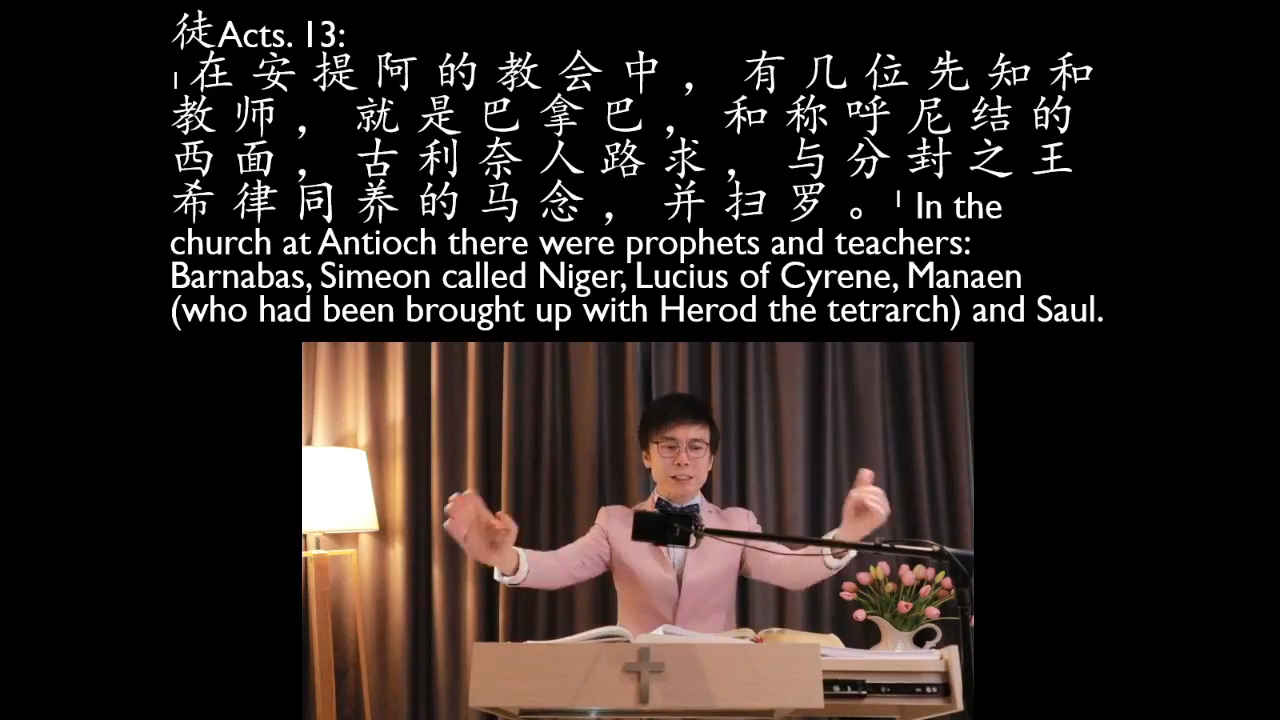 徒Acts. 13:
1在安提阿的教会中，有几位先知和
教师，就是巴拿巴，和称呼尼结的
西面，古利奈人路求，与分封之王
希律同养的马念，并扫罗。1 In the
church at Antioch there were prophets and teachers:
Barnabas, Simeon called Niger, Lucius of Cyrene, Manaen
(who had been brought up with Herod the tetrarch) and Saul.